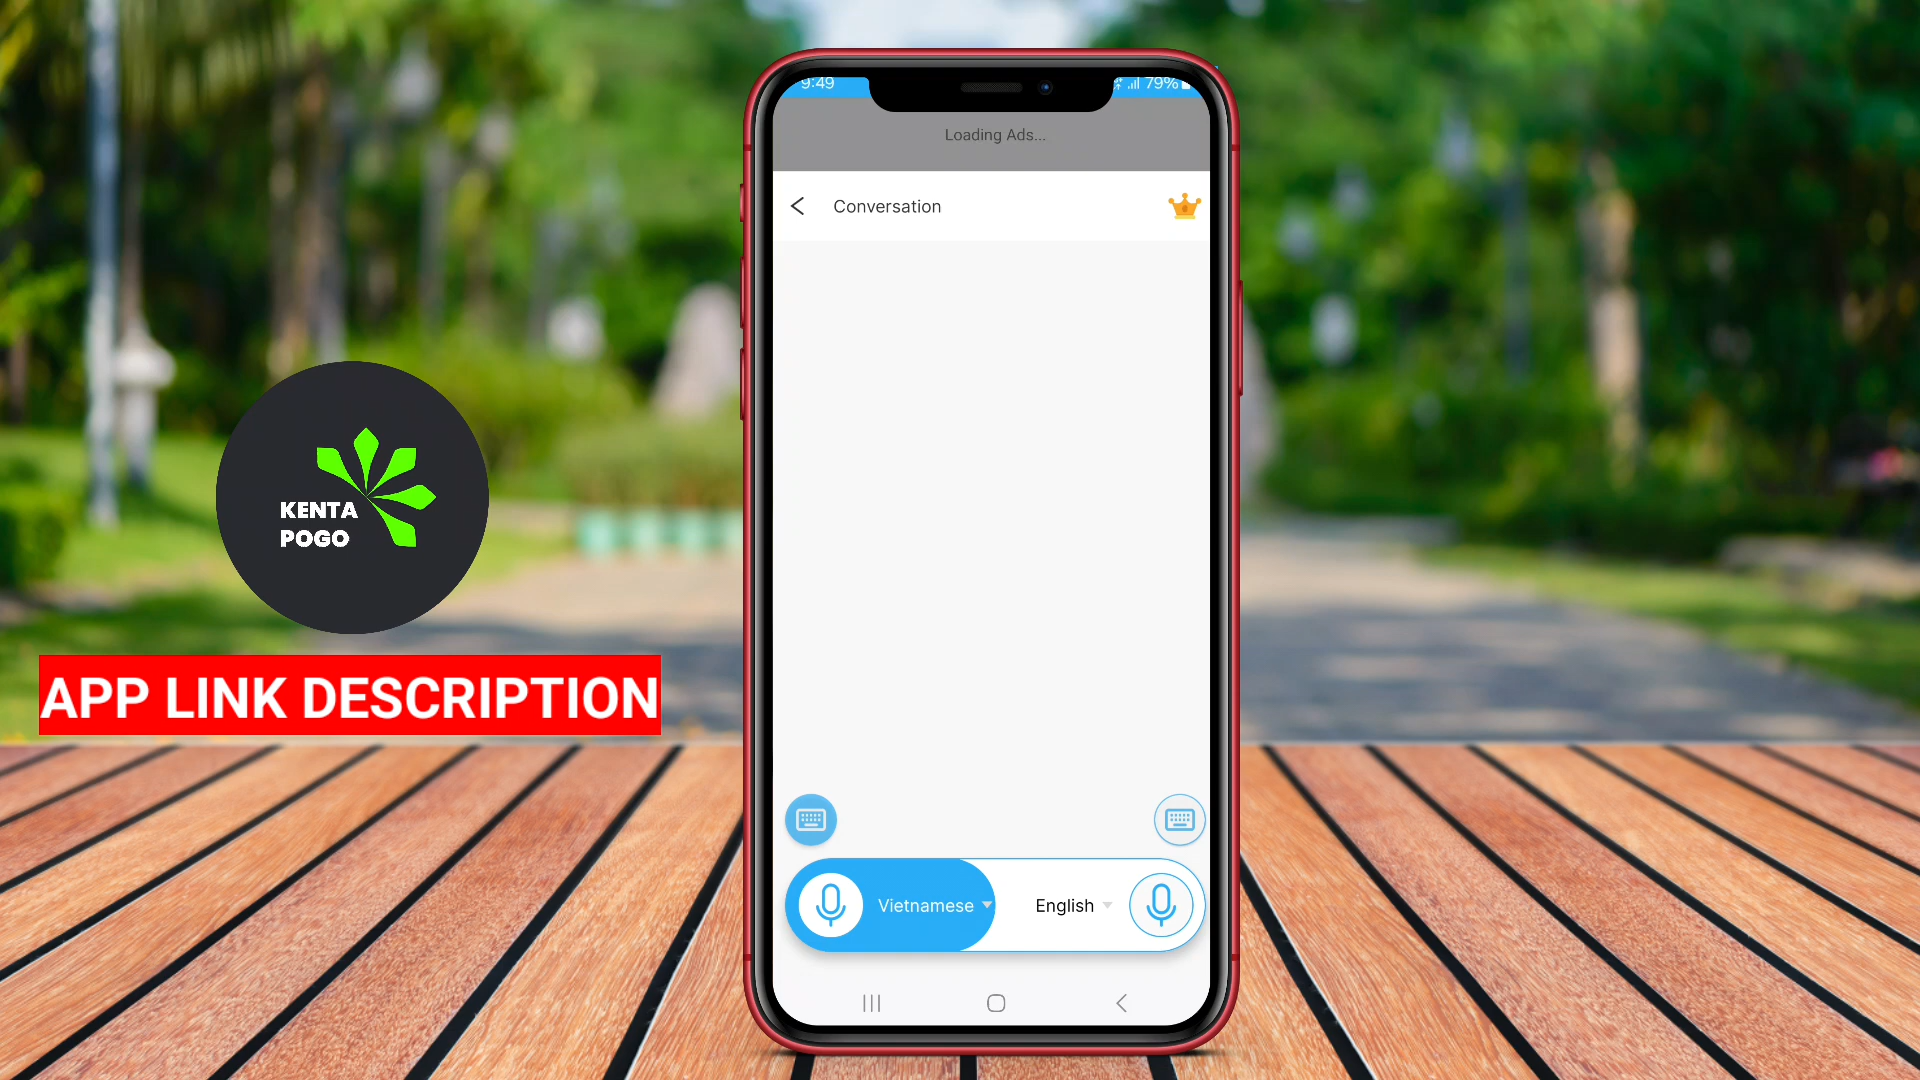 9:49
79%
Loading Ads...
Conversation
KENTA
POGO
APP LINK DESCRIPTION
Vietnamese
English